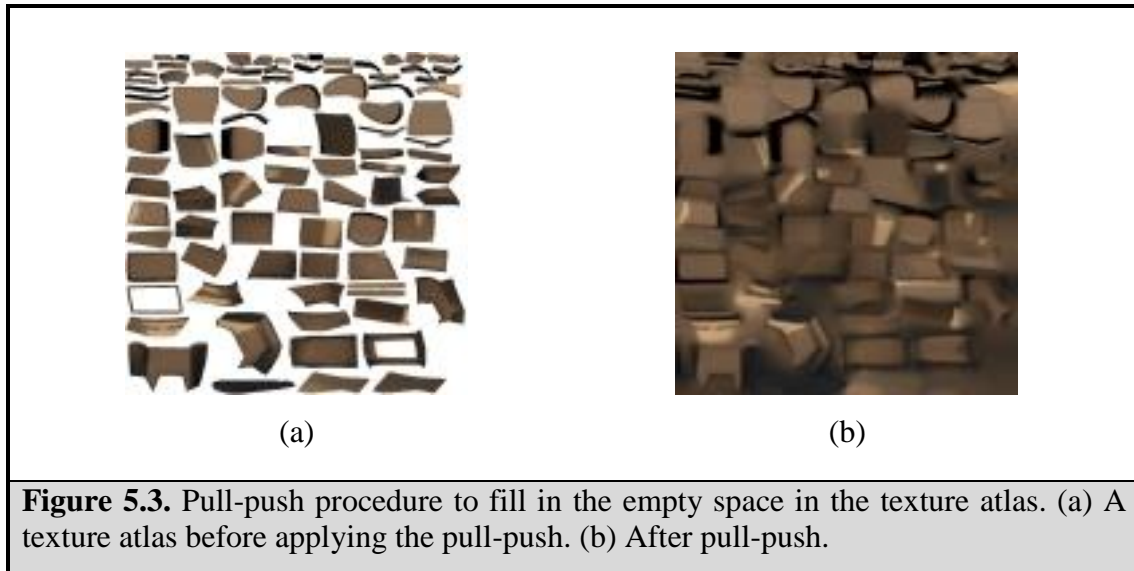 (a)
(b)
Figure 5.3. Pull-push procedure to fill in the empty space in the texture atlas. (a) A
texture atlas before applying the pull-push. (b) After pull-push.